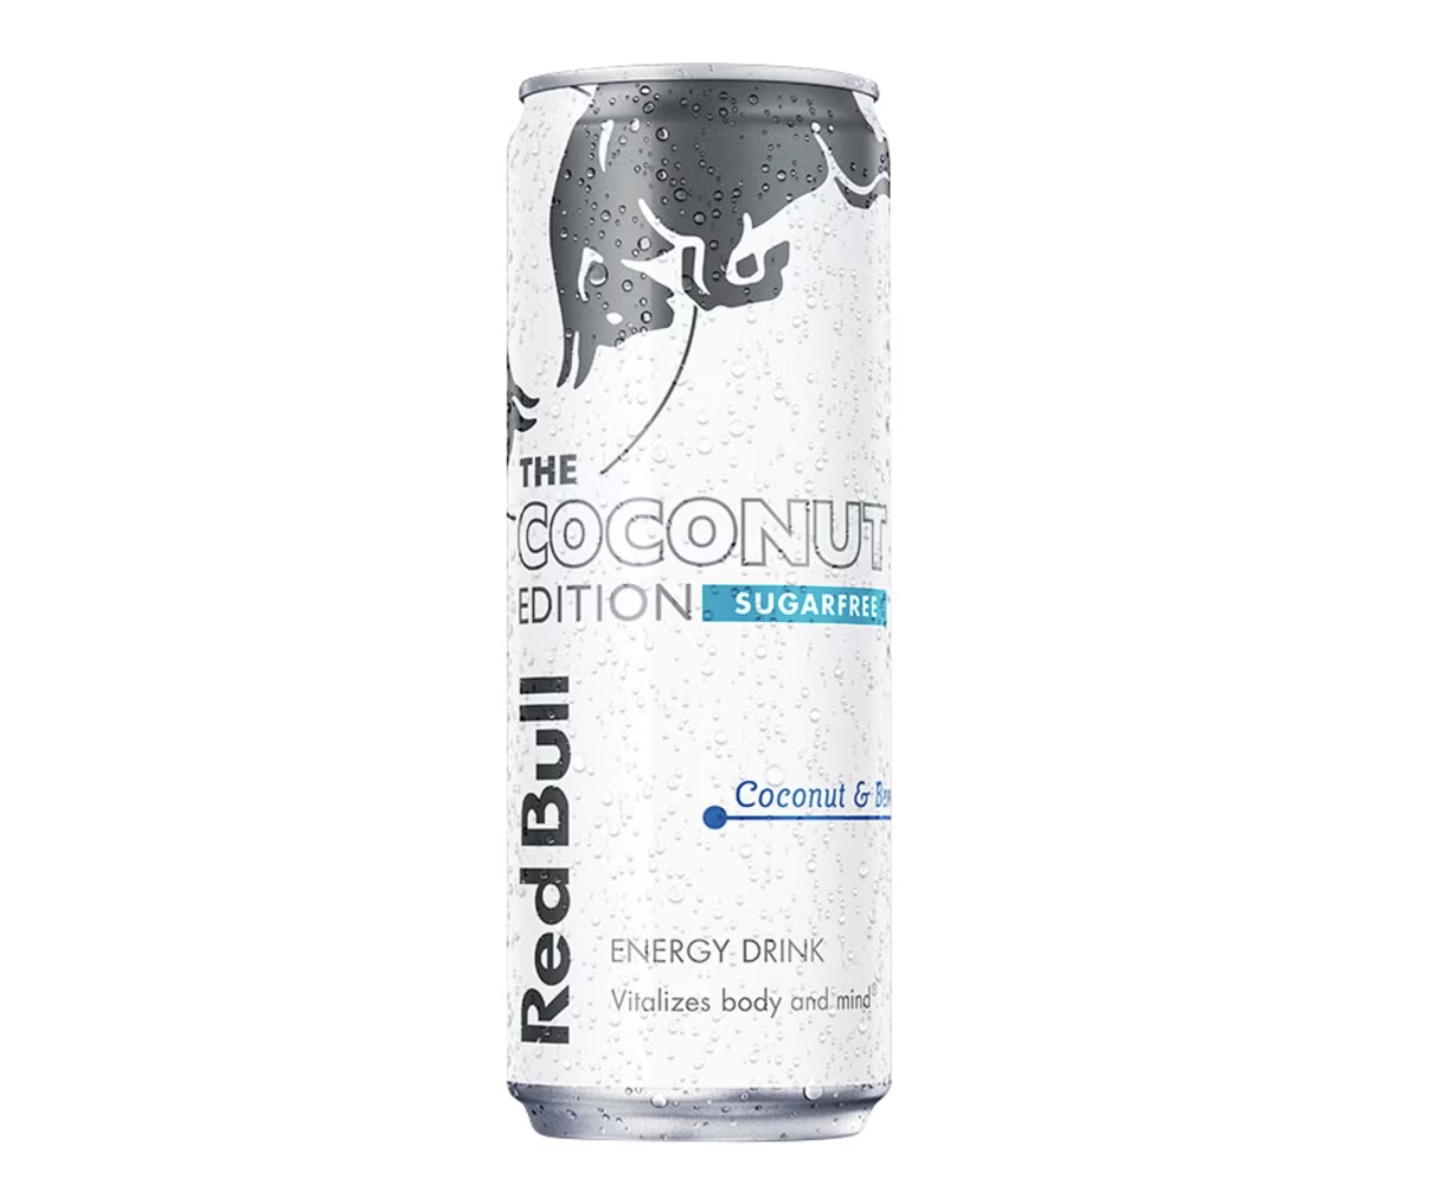 THE
COCONUT
EDITION SUGARFREE
Red Bull
Coconut &
ENERGY DRINK
Vitalizes body and mind®